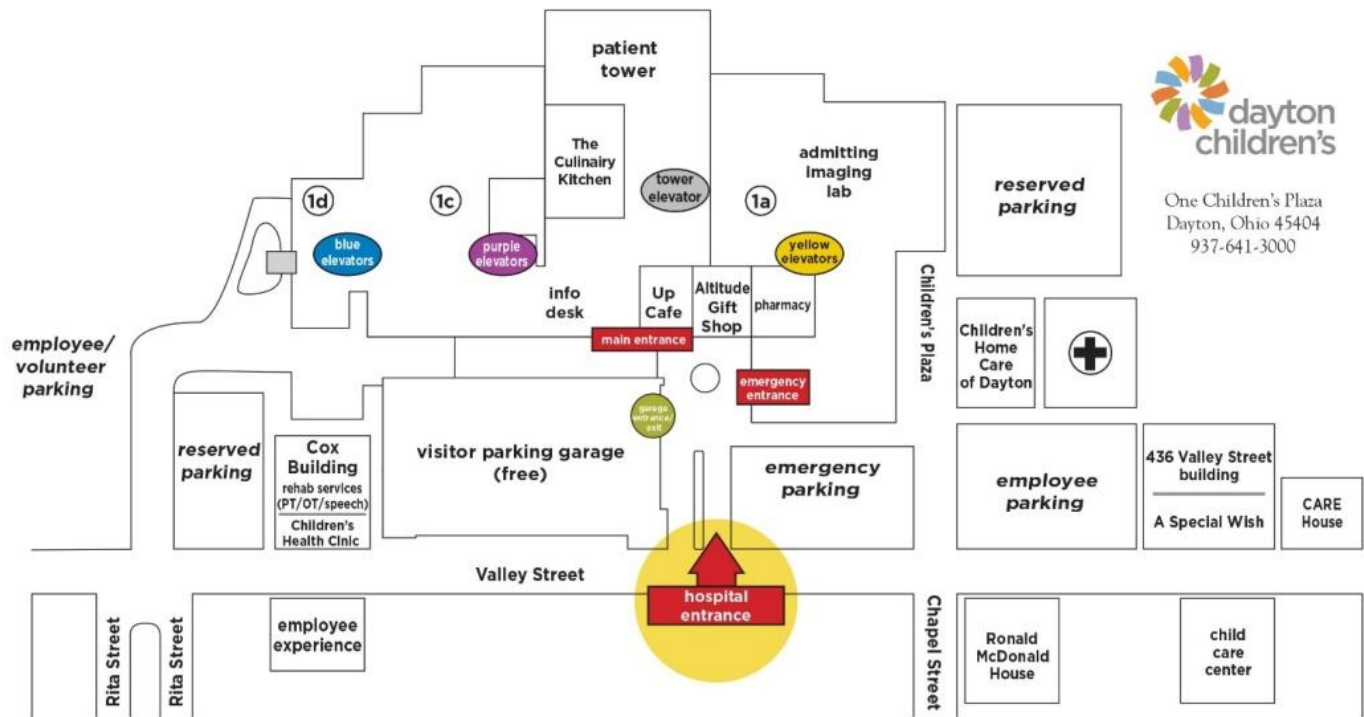 patient
tower
The
Culinairy
Kitchen
tower
elevator
admitting
imaging
lab
1d
1c
1a
blue
elevators
purple
elevators
yellow
elevators
info
desk
Up
Cafe
Altitude
Gift
Shop
pharmacy
main entrance
emergency
entrance
garage
entrance/
exit
employee/
volunteer
parking
reserved
parking
Cox
Building
rehab services
(PT/OT/speech)
Children's
Health Clinic
visitor parking garage
(free)
emergency
parking
Children's Plaza
reserved
parking
dayton
children's
One Children's Plaza
Dayton, Ohio 45404
937-641-3000
Children's
Home
Care
of Dayton
employee
parking
436 Valley Street
building
A Special Wish
CARE
House
Valley Street
hospital
entrance
Rita Street
Rita Street
employee
experience
Chapel Street
Ronald
McDonald
House
child
care
center